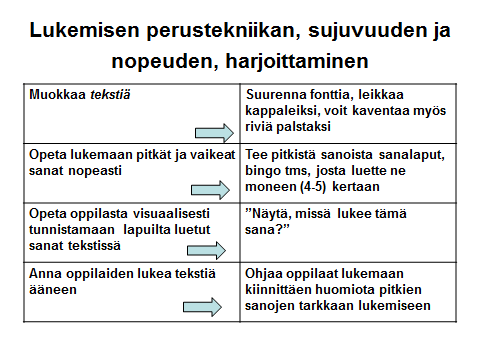 Lukemisen perustekniikan, sujuvuuden ja
nopeuden, harjoittaminen
Muokkaa tekstiä
Suurenna fonttia, leikkaa
kappaleiksi, voit kaventaa myös
riviä palstaksi
Opeta lukemaan pitkät ja vaikeat
sanat nopeasti
Tee pitkistä sanoista sanalaput,
bingo tms, josta luette ne
moneen (4-5) kertaan
Opeta oppilasta visuaalisesti
tunnistamaan lapuilta luetut
sanat tekstissä
”Näytä, missä lukee tämä
sana?”
Anna oppilaiden lukea tekstiä
ääneen
Ohjaa oppilaat lukemaan
kiinnittäen huomiota pitkien
sanojen tarkkaan lukemiseen